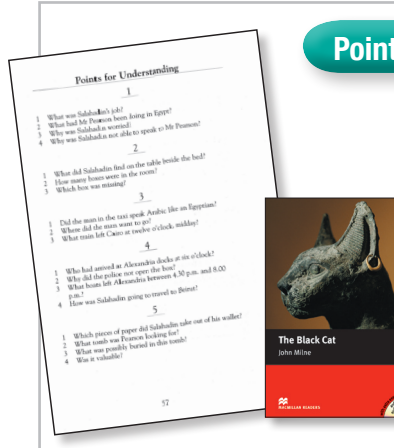 Point
Points for Understanding
1
1 What was Salahadin's job?
2 What had Mr Pearson been doing in Egypt?
3 Why was Salahadin worried?
4 Why was Salahadin not able to speak to Mr Pearson?
2
1 What did Salahadin find on the table beside the bed?
2 How many boxes were in the room?
3 Which box was missing?
3
1 Did the man in the taxi speak Arabic like an Egyptian?
2 Where did the man want to go?
3 What train left Cairo at twelve o'clock, midday?
4
1 Who had arrived at Alexandria docks at six o'clock?
2 Why did the police not open the box?
3 What boats left Alexandria between 4.30 p.m. and 8.00
p.m.?
4 How was Salahadin going to travel to Beirut?
5
1 Which pieces of paper did Salahadin take out of his wallet?
2 What tomb was Pearson looking for?
3 What was possibly buried in this tomb?
4 Was it valuable?
57
The Black Cat
John Milne
MACMILLAN READERS